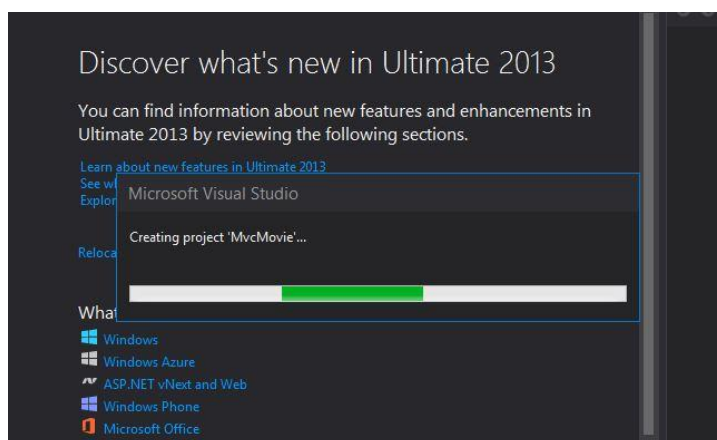 Discover what's new in Ultimate 2013
You can find information about new features and enhancements in
Ultimate 2013 by reviewing the following sections.
Learn about new features in Ultimate 2013
See
Microsoft Visual Studio
Creating project 'MvcMovie'...
Windows
Windows Azure
ASP.NET vNext and Web
Windows Phone
Microsoft Office